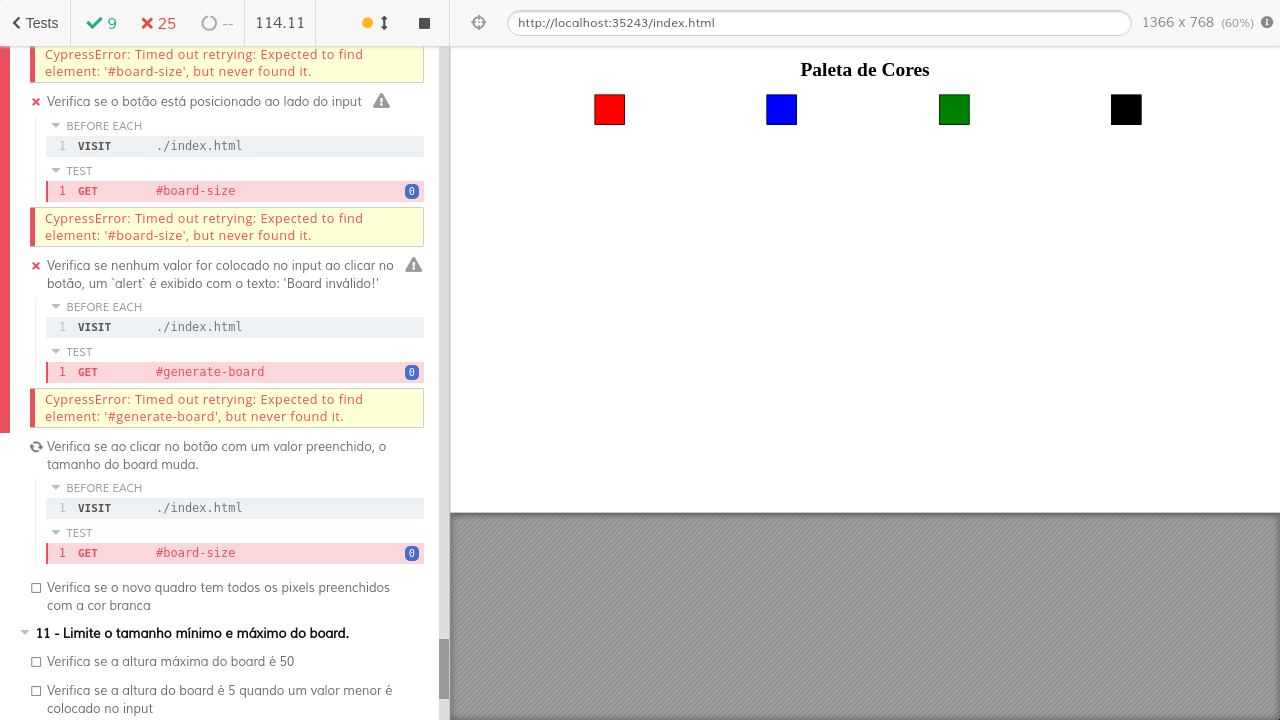 Tests
9
25
--
114.11
http://localhost:35243/index.html
1366 x 768 (60%)
CypressError: Timed out retrying: Expected to find
element: '#board-size', but never found it.
Verifica se o botão está posicionado ao lado do input
BEFORE EACH
1 VISIT ./index.html
TEST
1 GET #board-size 0
CypressError: Timed out retrying: Expected to find
element: '#board-size', but never found it.
Verifica se nenhum valor for colocado no input ao clicar no
botão, um `alert` é exibido com o texto: 'Board inválido!'
BEFORE EACH
1 VISIT ./index.html
TEST
1 GET #generate-board 0
CypressError: Timed out retrying: Expected to find
element: '#generate-board', but never found it.
Verifica se ao clicar no botão com um valor preenchido, o
tamanho do board muda.
BEFORE EACH
1 VISIT ./index.html
TEST
1 GET #board-size 0
Verifica se o novo quadro tem todos os pixels preenchidos
com a cor branca
11 - Limite o tamanho mínimo e máximo do board.
Verifica se a altura máxima do board é 50
Verifica se a altura do board é 5 quando um valor menor é
colocado no input
Paleta de Cores